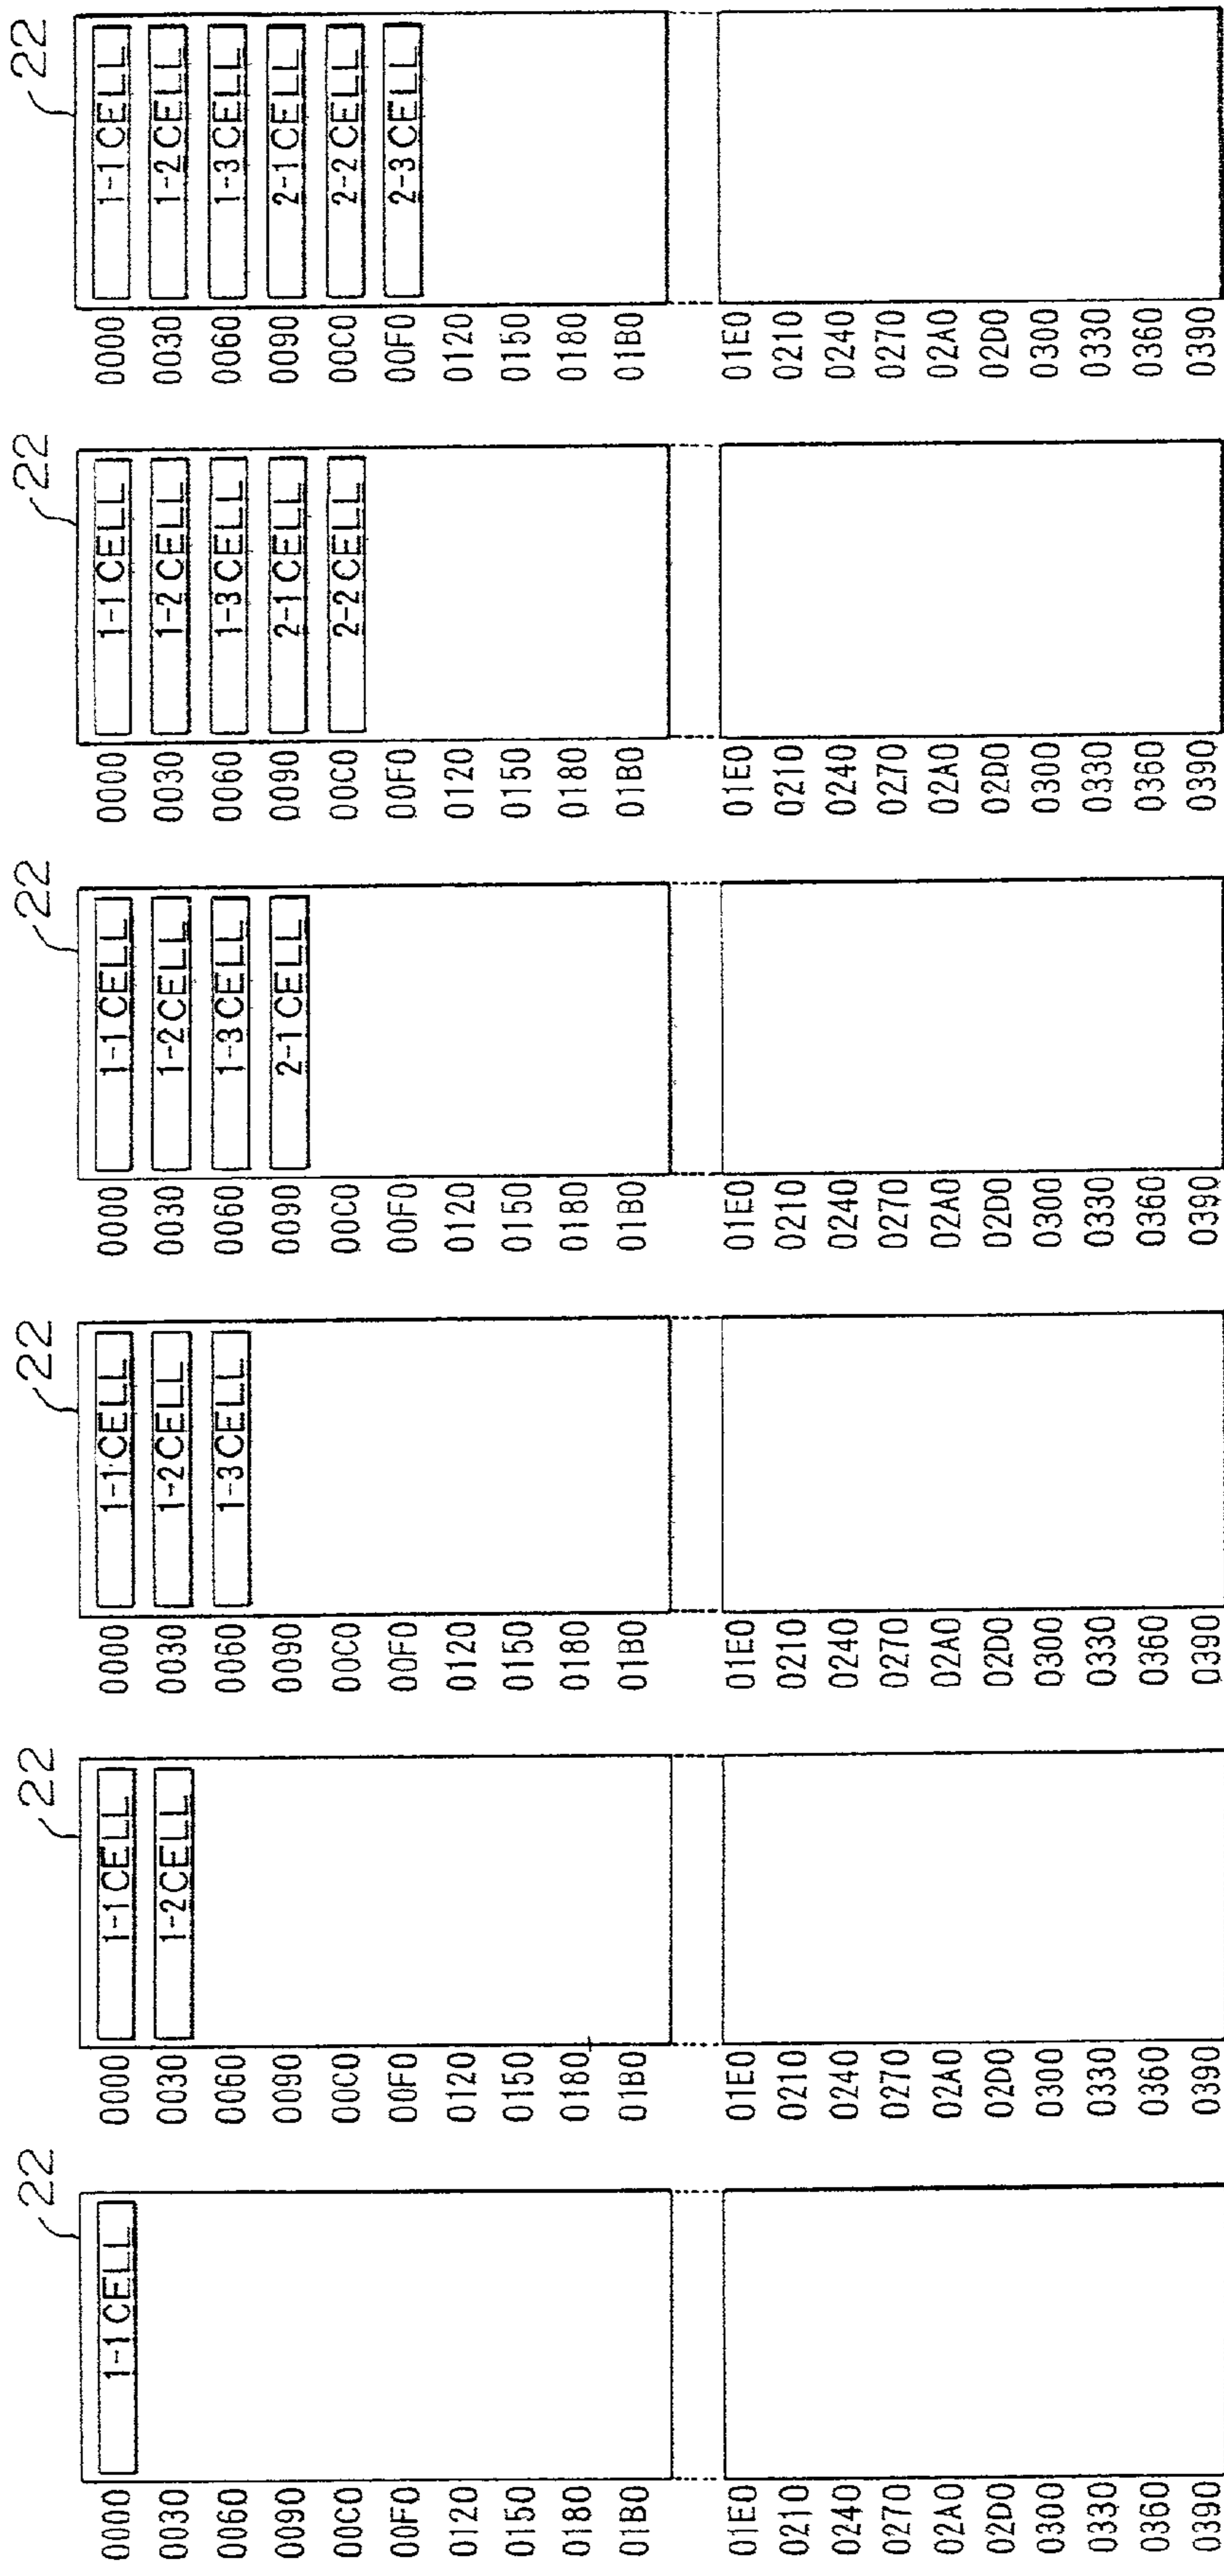 22
0000 1-1 CELL
0030
0060
0090
00C0
00F0
0120
0150
0180
01B0
01E0
0210
0240
0270
02A0
02D0
0300
0330
0360
0390
22
0000 1-1 CELL
0030 1-2 CELL
0060
0090
00C0
00F0
0120
0150
0180
01B0
01E0
0210
0240
0270
02A0
02D0
0300
0330
0360
0390
22
0000 1-1 CELL
0030 1-2 CELL
0060 1-3 CELL
0090
00C0
00F0
0120
0150
0180
01B0
01E0
0210
0240
0270
02A0
02D0
0300
0330
0360
0390
22
0000 1-1 CELL
0030 1-2 CELL
0060 1-3 CELL
0090 2-1 CELL
00C0
00F0
0120
0150
0180
01B0
01E0
0210
0240
0270
02A0
02D0
0300
0330
0360
0390
22
0000 1-1 CELL
0030 1-2 CELL
0060 1-3 CELL
0090 2-1 CELL
00C0 2-2 CELL
00F0
0120
0150
0180
01B0
01E0
0210
0240
0270
02A0
02D0
0300
0330
0360
0390
22
0000 1-1 CELL
0030 1-2 CELL
0060 1-3 CELL
0090 2-1 CELL
00C0 2-2 CELL
00F0 2-3 CELL
0120
0150
0180
01B0
01E0
0210
0240
0270
02A0
02D0
0300
0330
0360
0390